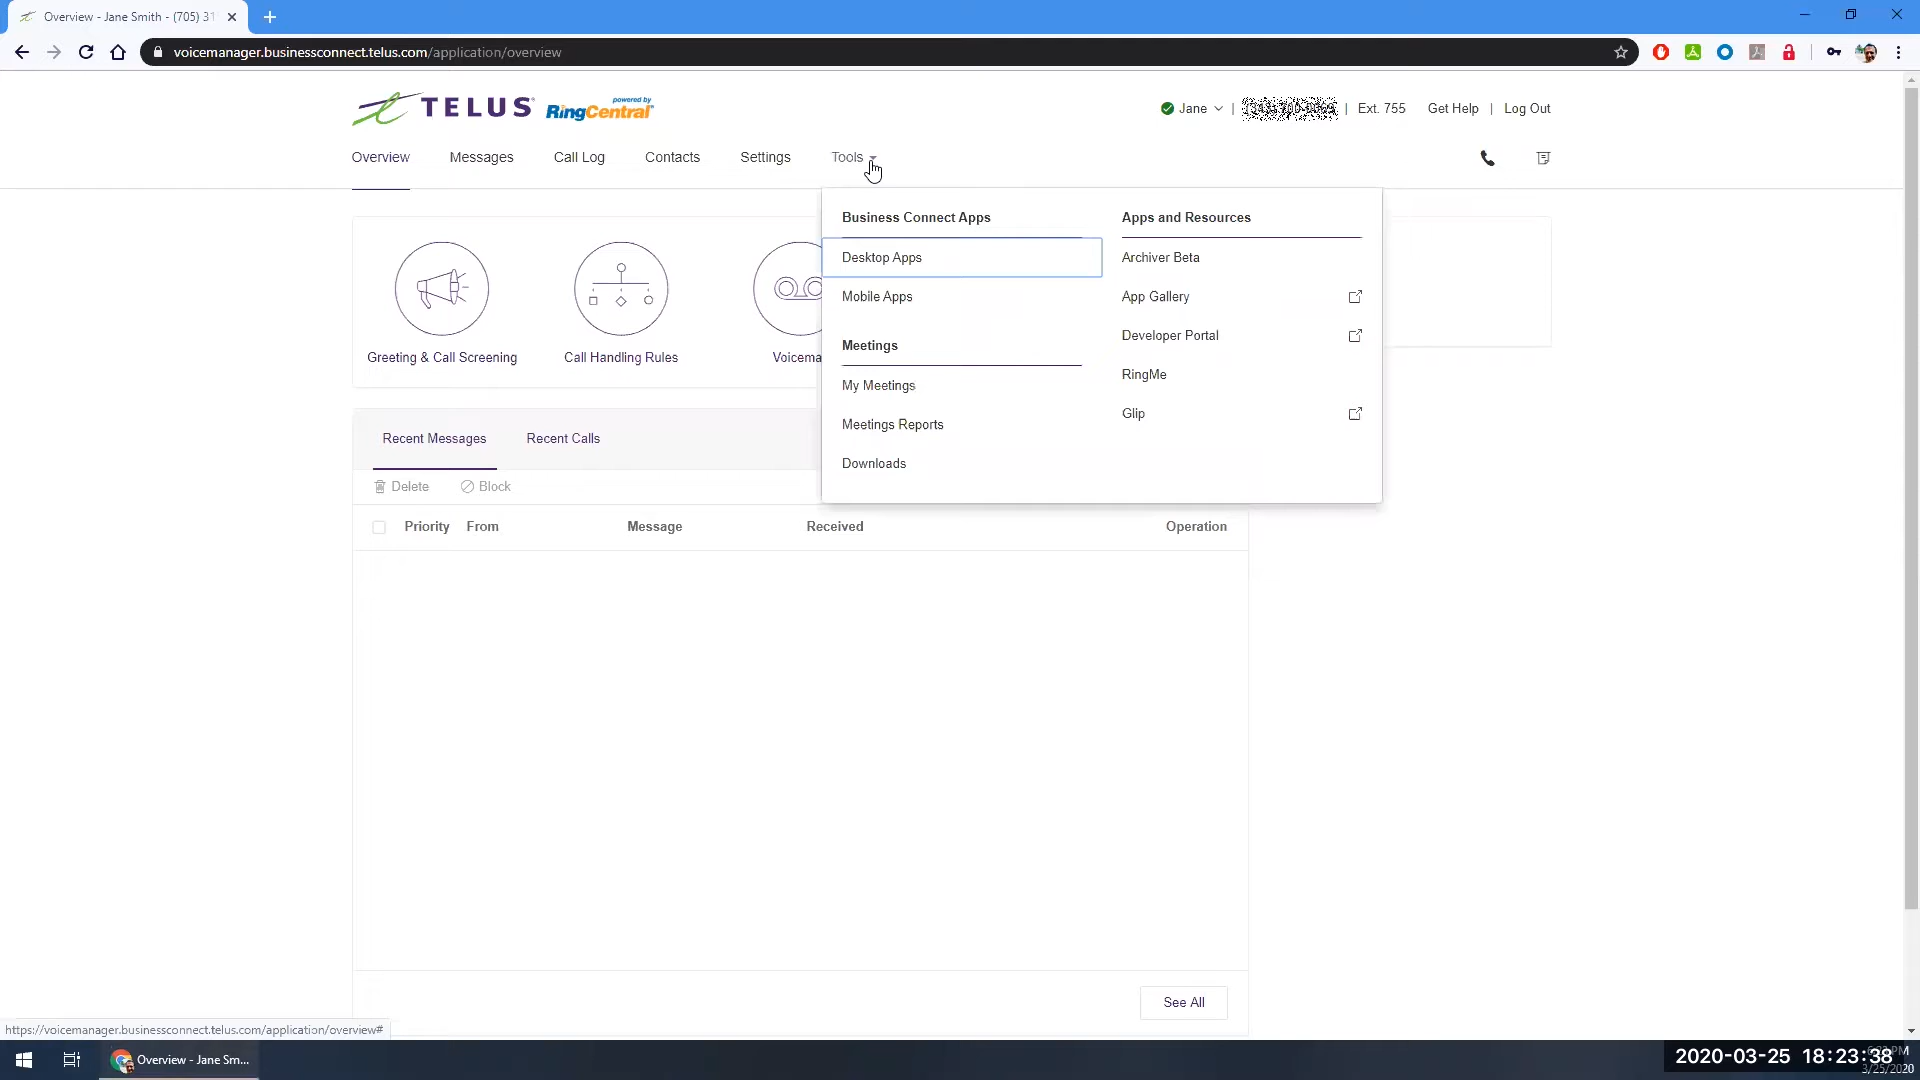 Overview - Jane Smith - (705) 31
voicemanager.businessconnect.telus.com/application/overview
TELUS powered by RingCentral
Jane | | Ext. 755 Get Help | Log Out
Overview Messages Call Log Contacts Settings Tools
Business Connect Apps
Desktop Apps
Mobile Apps
Meetings
My Meetings
Meetings Reports
Downloads
Apps and Resources
Archiver Beta
App Gallery
Developer Portal
RingMe
Glip
Greeting & Call Screening Call Handling Rules Voicema
Recent Messages Recent Calls
Delete Block
Priority From Message Received Operation
See All
https://voicemanager.businessconnect.telus.com/application/overview#
Overview - Jane Sm...
2020-03-25 18:23:38
3/25/2020